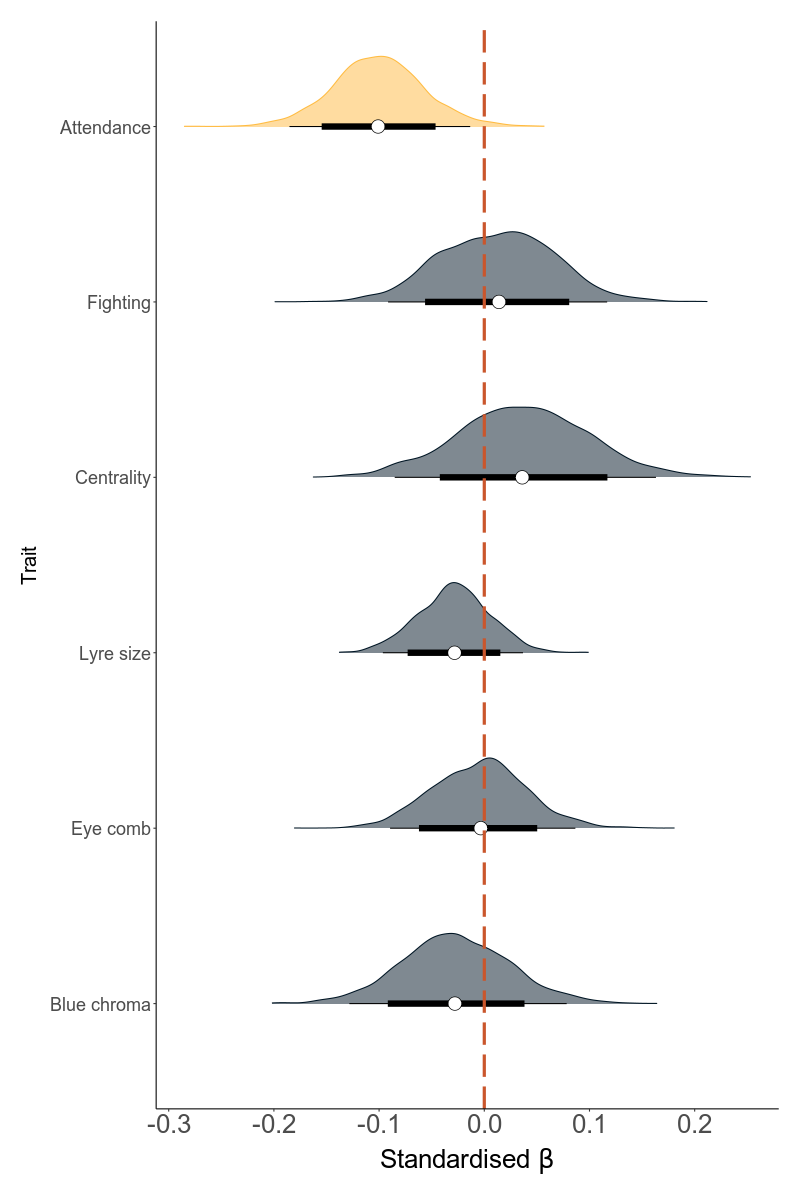 Attendance
Fighting
Centrality
Lyre size
Eye comb
Blue chroma
Trait
-0.3 -0.2 -0.1 0.0 0.1 0.2
Standardised β